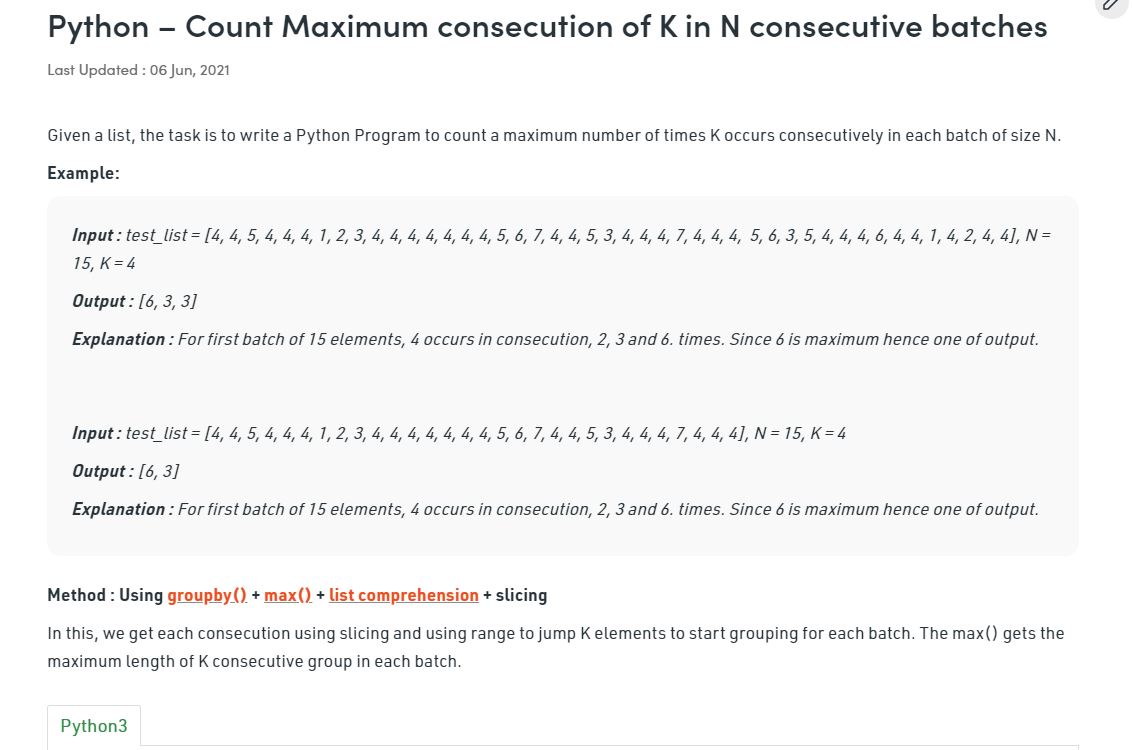 Python – Count Maximum consecution of K in N consecutive batches
Last Updated : 06 Jun, 2021
Given a list, the task is to write a Python Program to count a maximum number of times K occurs consecutively in each batch of size N.
Example:
Input : test_list = [4, 4, 5, 4, 4, 4, 1, 2, 3, 4, 4, 4, 4, 4, 4, 4, 5, 6, 7, 4, 4, 5, 3, 4, 4, 4, 7, 4, 4, 4,  5, 6, 3, 5, 4, 4, 4, 6, 4, 4, 1, 4, 2, 4, 4], N =
15, K = 4
Output : [6, 3, 3]
Explanation : For first batch of 15 elements, 4 occurs in consecution, 2, 3 and 6. times. Since 6 is maximum hence one of output.
Input : test_list = [4, 4, 5, 4, 4, 4, 1, 2, 3, 4, 4, 4, 4, 4, 4, 4, 5, 6, 7, 4, 4, 5, 3, 4, 4, 4, 7, 4, 4, 4], N = 15, K = 4
Output : [6, 3]
Explanation : For first batch of 15 elements, 4 occurs in consecution, 2, 3 and 6. times. Since 6 is maximum hence one of output.
Method : Using groupby() + max() + list comprehension + slicing
In this, we get each consecution using slicing and using range to jump K elements to start grouping for each batch. The max() gets the
maximum length of K consecutive group in each batch.
Python3